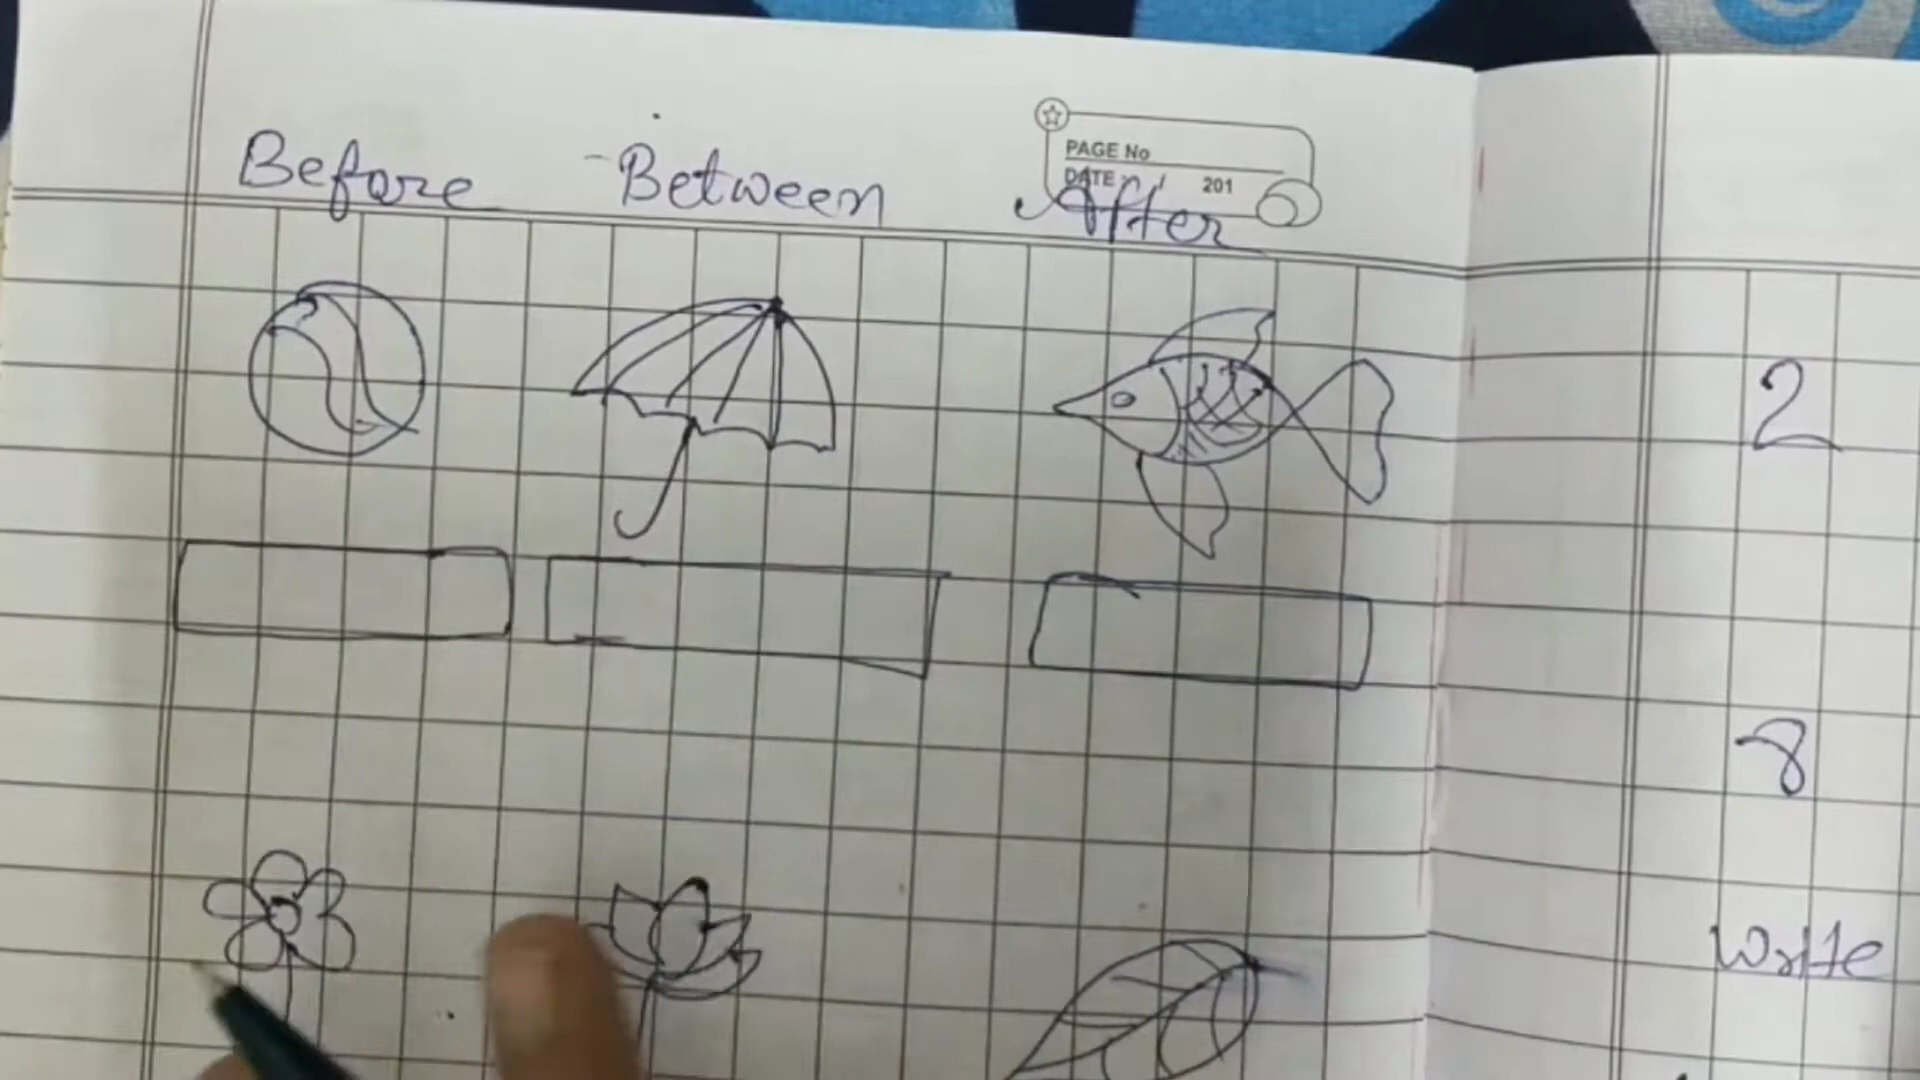 PAGE No
DATE : / 201
Before Between After
2
8
Write